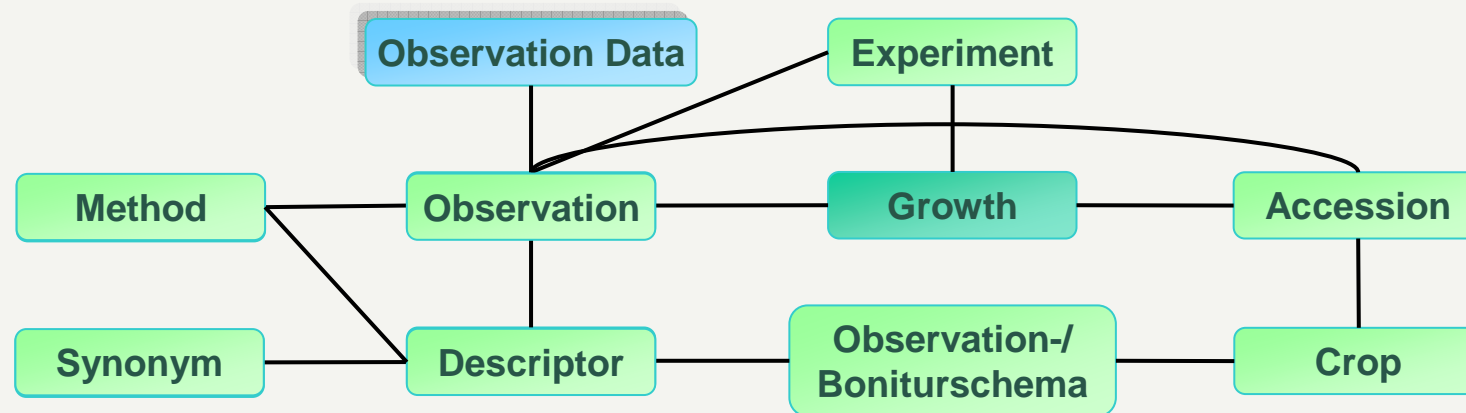 Observation Data
Experiment
Method
Observation
Growth
Accession
Synonym
Descriptor
Observation-/
Boniturschema
Crop